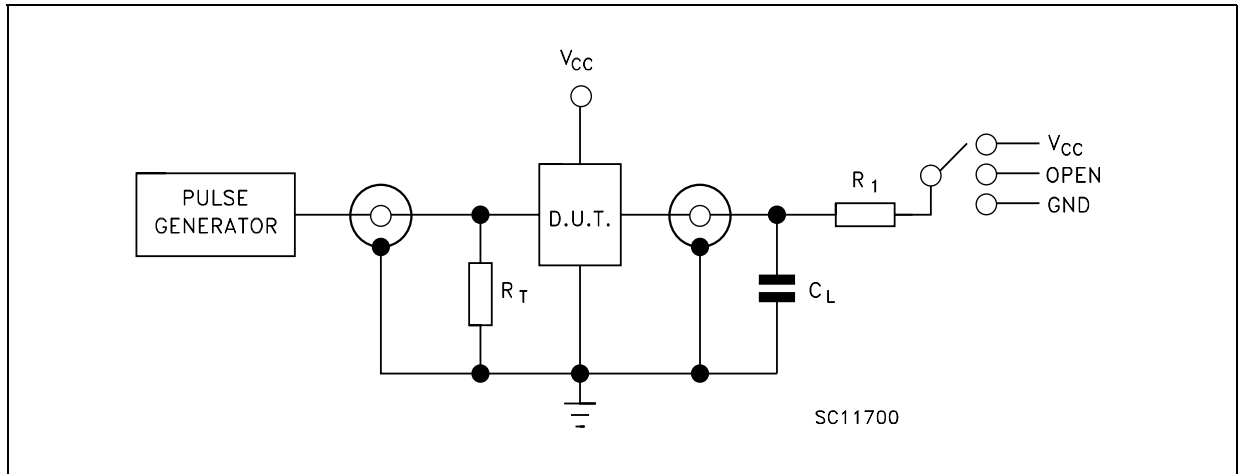 VCC
PULSE
GENERATOR
D.U.T.
RT
CL
R1
VCC
OPEN
GND
SC11700